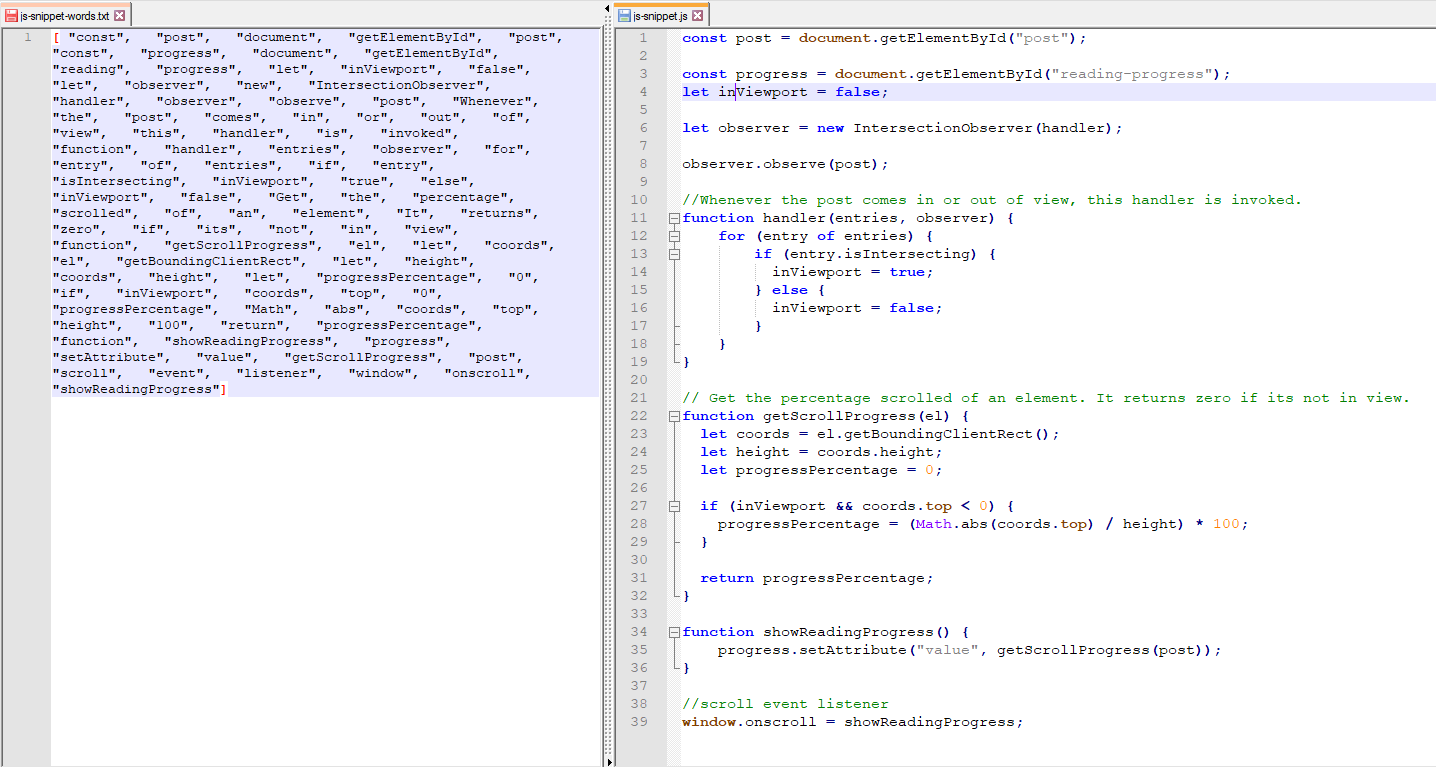 js-snippet-words.txt
1
[ "const", "post", "document", "getElementById", "post",
"const", "progress", "document", "getElementById",
"reading", "progress", "let", "inViewport", "false",
"let", "observer", "new", "IntersectionObserver",
"handler", "observer", "observe", "post", "Whenever",
"the", "post", "comes", "in", "or", "out", "of",
"view", "this", "handler", "is", "invoked",
"function", "handler", "entries", "observer", "for",
"entry", "of", "entries", "if", "entry",
"isIntersecting", "inViewport", "true", "else",
"inViewport", "false", "Get", "the", "percentage",
"scrolled", "of", "an", "element", "It", "returns",
"zero", "if", "its", "not", "in", "view",
"function", "getScrollProgress", "el", "let", "coords",
"el", "getBoundingClientRect", "let", "height",
"coords", "height", "let", "progressPercentage", "0",
"if", "inViewport", "coords", "top", "0",
"progressPercentage", "Math", "abs", "coords", "top",
"height", "100", "return", "progressPercentage",
"function", "showReadingProgress", "progress",
"setAttribute", "value", "getScrollProgress", "post",
"scroll", "event", "listener", "window", "onscroll",
"showReadingProgress"]
js-snippet.js
1 const post = document.getElementById("post");
2
3 const progress = document.getElementById("reading-progress");
4 let inViewport = false;
5
6 let observer = new IntersectionObserver(handler);
7
8 observer.observe(post);
9
10 //Whenever the post comes in or out of view, this handler is invoked.
11 function handler(entries, observer) {
12 for (entry of entries) {
13 if (entry.isIntersecting) {
14 inViewport = true;
15 } else {
16 inViewport = false;
17 }
18 }
19 }
20
21 // Get the percentage scrolled of an element. It returns zero if its not in view.
22 function getScrollProgress(el) {
23 let coords = el.getBoundingClientRect();
24 let height = coords.height;
25 let progressPercentage = 0;
26
27 if (inViewport && coords.top < 0) {
28 progressPercentage = (Math.abs(coords.top) / height) * 100;
29 }
30
31 return progressPercentage;
32 }
33
34 function showReadingProgress() {
35 progress.setAttribute("value", getScrollProgress(post));
36 }
37
38 //scroll event listener
39 window.onscroll = showReadingProgress;